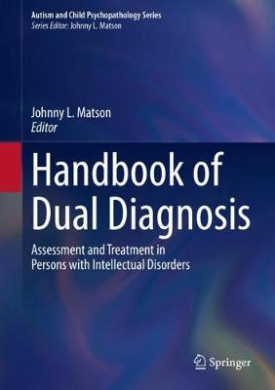 Autism and Child Psychopathology Series
Series Editor: Johnny L. Matson
Johnny L. Matson
Editor
Handbook of
Dual Diagnosis
Assessment and Treatment in
Persons with Intellectual Disorders
Springer